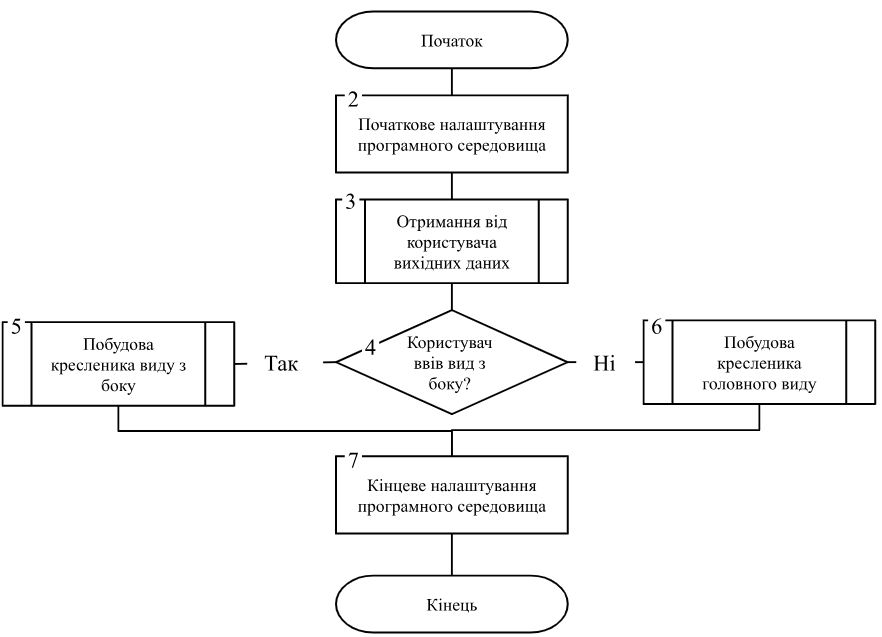 Початок
2
Початкове налаштування
програмного середовища
3
Отримання від
користувача
вихідних даних
4
Користувач
ввів вид з
боку?
Так
Ні
5
Побудова
кресленика виду з
боку
6
Побудова
кресленика
головного виду
7
Кінцеве налаштування
програмного середовища
Кінець